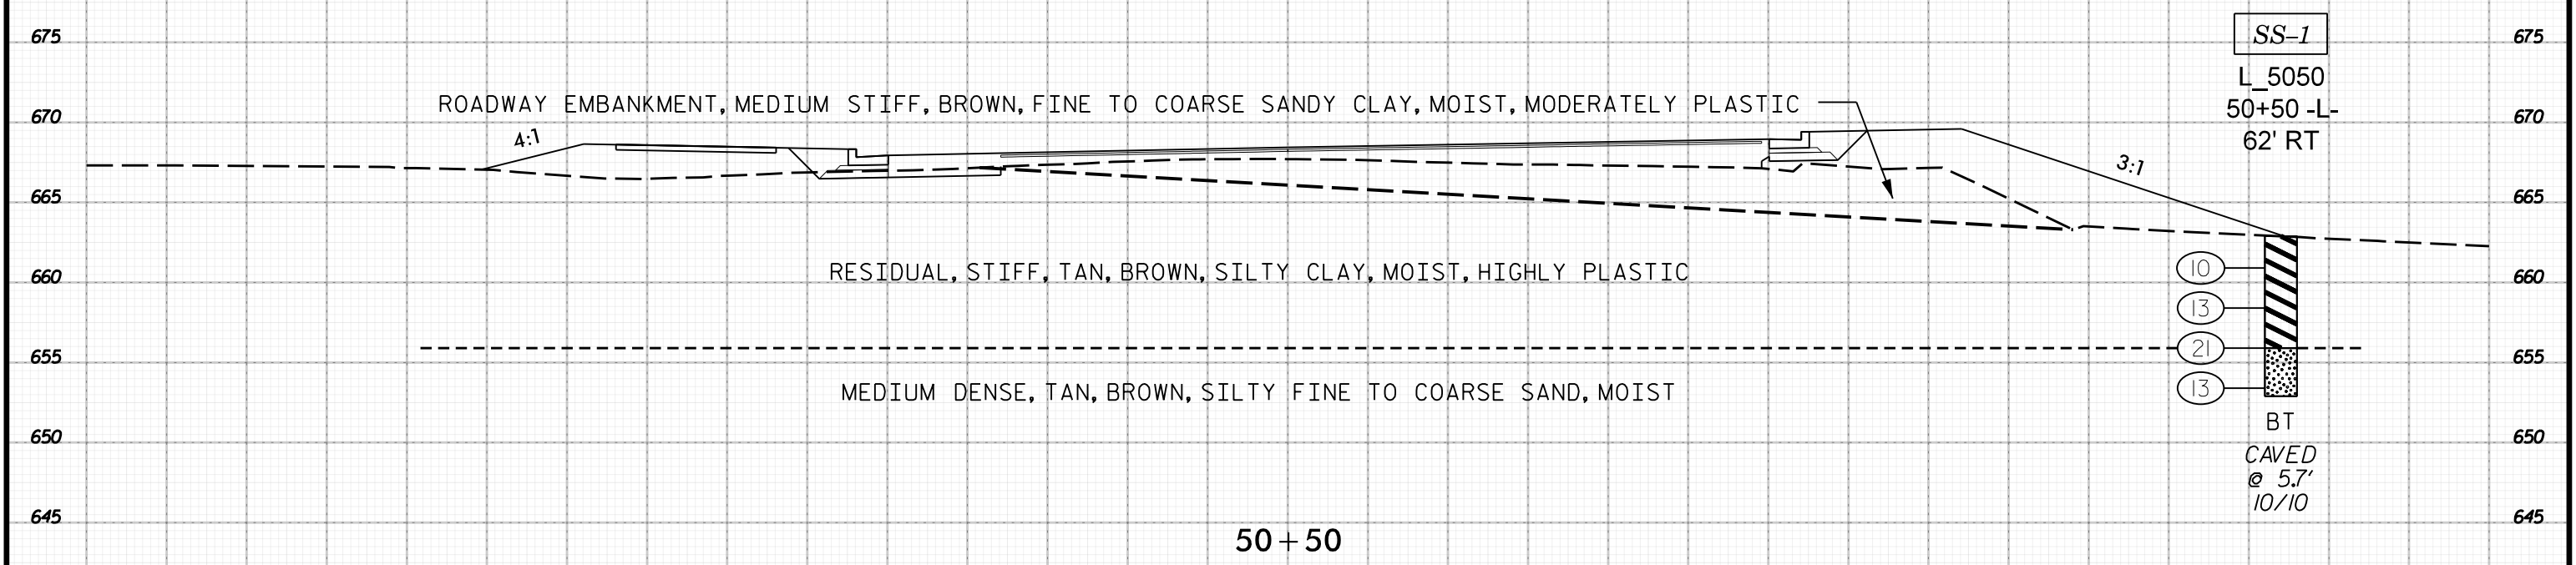 675
SS-1
675
L_5050
ROADWAY EMBANKMENT, MEDIUM STIFF, BROWN, FINE TO COARSE SANDY CLAY, MOIST, MODERATELY PLASTIC
50+50 -L-
670
670
4:1
62' RT
3:1
665
665
RESIDUAL, STIFF, TAN, BROWN, SILTY CLAY, MOIST, HIGHLY PLASTIC
10
660
660
13
21
655
655
MEDIUM DENSE, TAN, BROWN, SILTY FINE TO COARSE SAND, MOIST
13
BT
650
650
CAVED
@ 5.7'
10/10
645
645
50+50